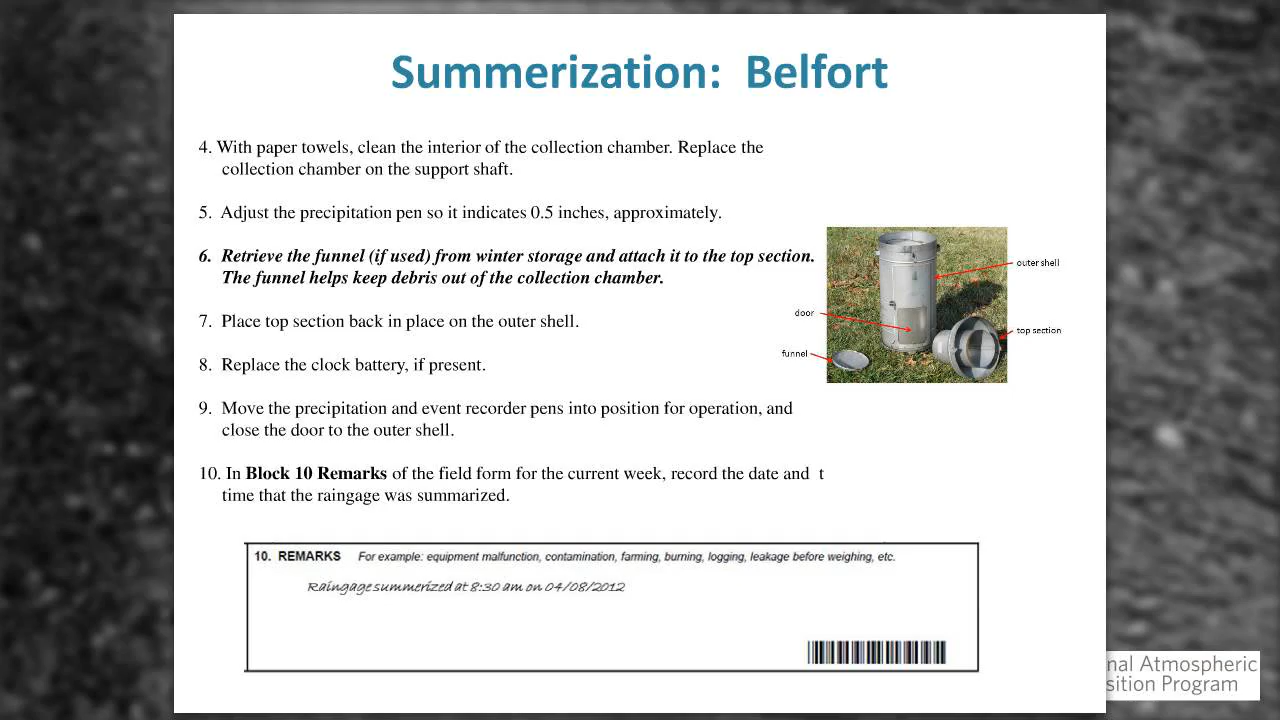 Summerization:  Belfort
4. With paper towels, clean the interior of the collection chamber. Replace the
collection chamber on the support shaft.
5.  Adjust the precipitation pen so it indicates 0.5 inches, approximately.
6.  Retrieve the funnel (if used) from winter storage and attach it to the top section.
The funnel helps keep debris out of the collection chamber.
7.  Place top section back in place on the outer shell.
8.  Replace the clock battery, if present.
9.  Move the precipitation and event recorder pens into position for operation, and
close the door to the outer shell.
10. In Block 10 Remarks of the field form for the current week, record the date and  t
time that the raingage was summarized.
outer shell
door
top section
funnel
10. REMARKS For example: equipment malfunction, contamination, farming, burning, logging, leakage before weighing, etc.
Raingage summerized at 8:30 am on 04/08/2012
nal Atmospheric
sition Program